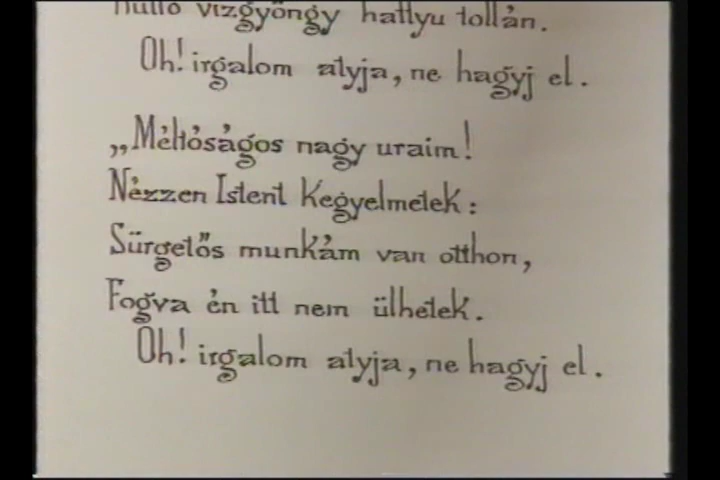 Hulló vízgyöngy hattyu tollán.
Oh! irgalom atyja, ne hagyj el.
„Méltóságos nagy uraim!
Nézzen Istent Kegyelmetek:
Sürgetős munkám van otthon,
Fogva én itt nem ülhetek.
Oh! irgalom atyja, ne hagyj el.